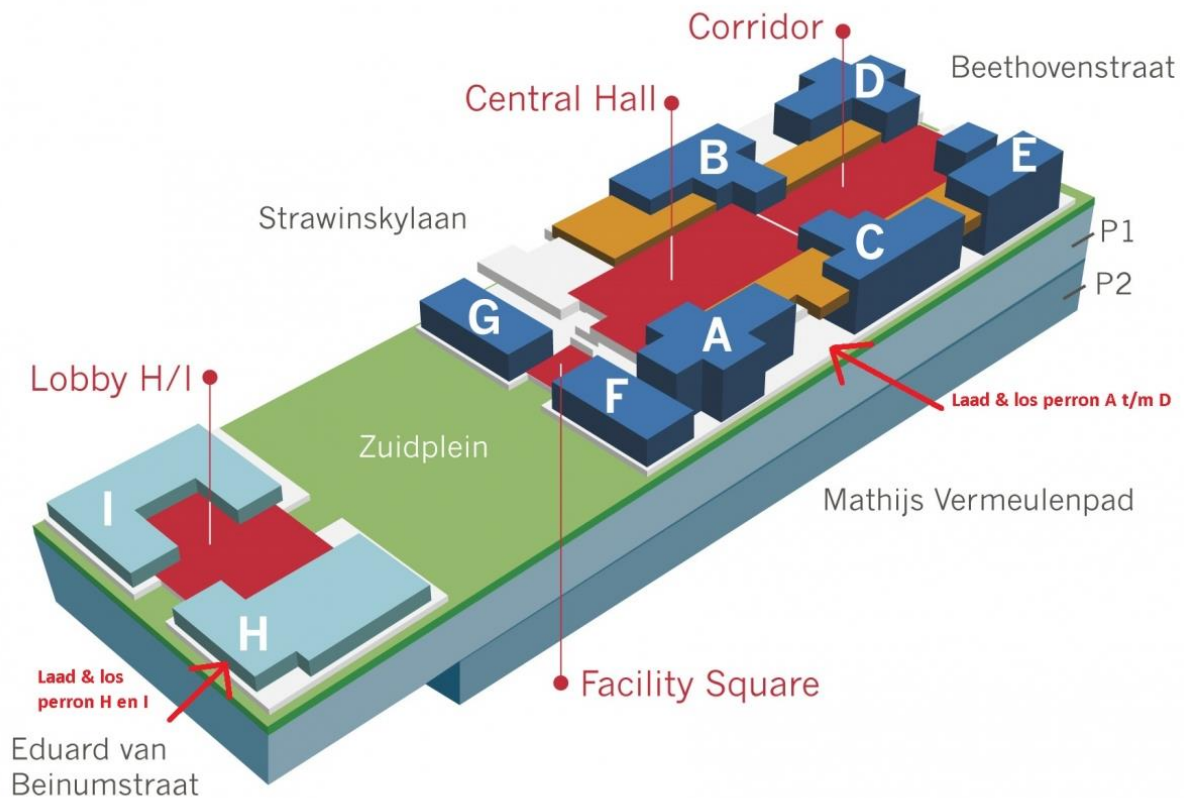 Corridor
Beethovenstraat
D
Central Hall
B
E
Strawinskylaan
C
P1
P2
G
A
Lobby H/I
F
Laad & los perron A t/m D
Zuidplein
Mathijs Vermeulenpad
I
H
Laad & los
perron H en I
Facility Square
Eduard van
Beinumstraat